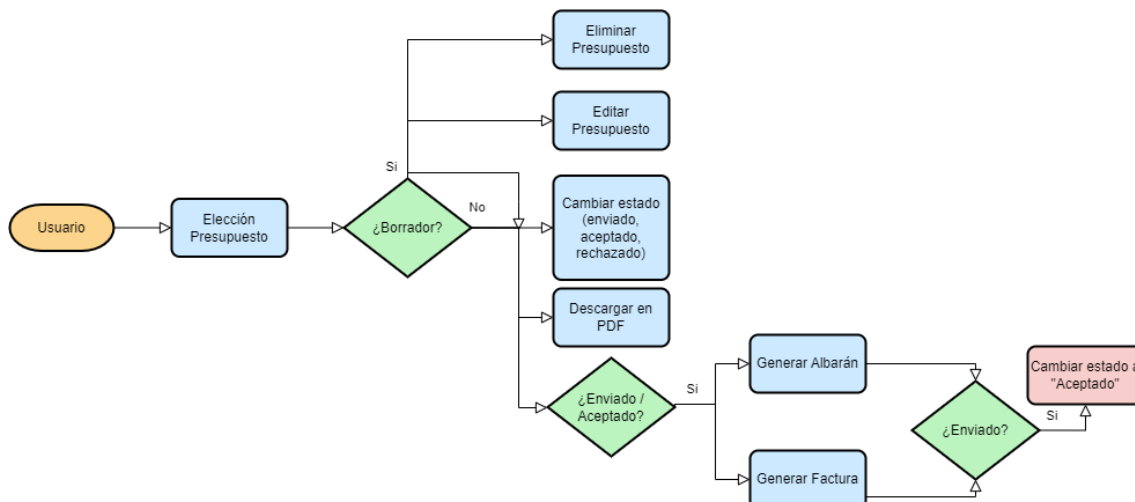 Eliminar
Presupuesto
Editar
Presupuesto
Si
Usuario
Elección
Presupuesto
¿Borrador?
No
Cambiar estado
(enviado,
aceptado,
rechazado)
Descargar en
PDF
¿Enviado /
Aceptado?
Si
Generar Albarán
Generar Factura
¿Enviado?
Si
Cambiar estado a
"Aceptado"